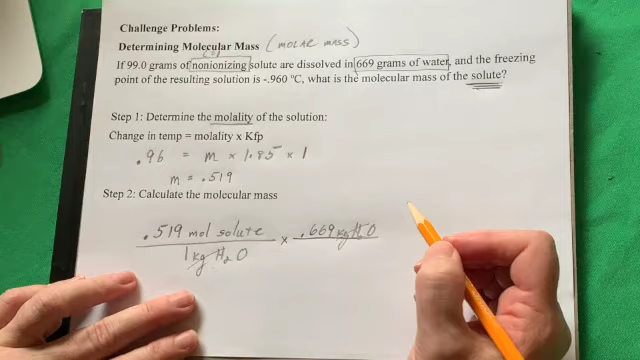 Challenge Problems:
Determining Molecular Mass (MOLAR MASS)
(i=1)
If 99.0 grams of nonionizing solute are dissolved in 669 grams of water, and the freezing
point of the resulting solution is -.960 °C, what is the molecular mass of the solute?
Step 1: Determine the molality of the solution:
Change in temp = molality x Kfp
.96 = m x 1.85 x 1
m = .519
Step 2: Calculate the molecular mass
.519 mol solute x .669 kg H2O
1 kg H2O